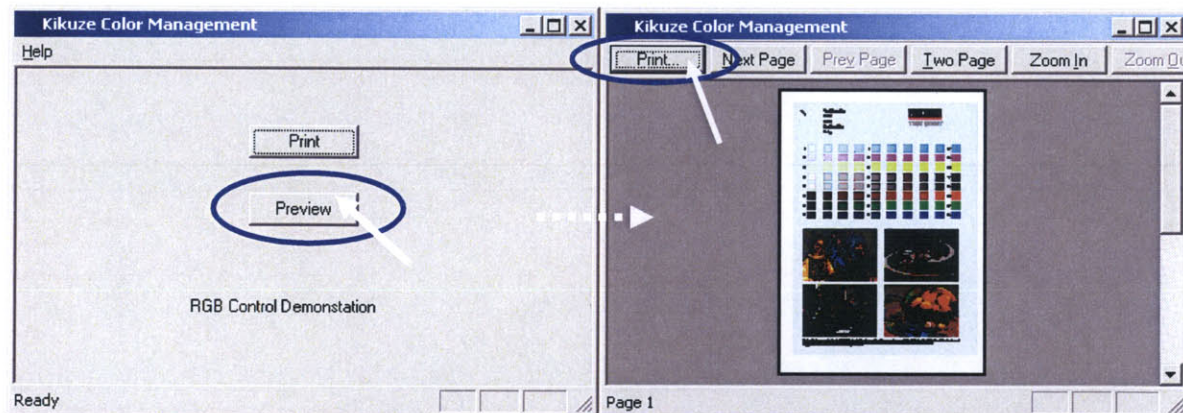 Kikuze Color Management
Help
Print
Preview
RGB Control Demonstation
Ready
Kikuze Color Management
Print... Next Page Prev Page Two Page Zoom In Zoom
Page 1